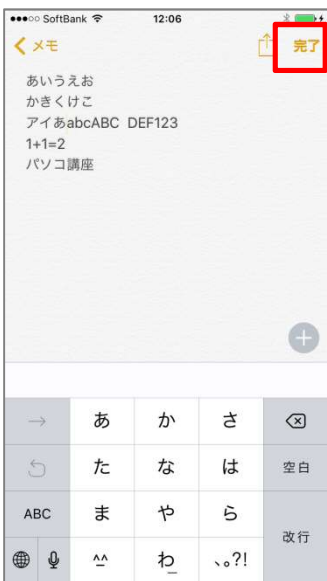 SoftBank 12:06
メモ 完了
あいうえお
かきくけこ
アイあabcABC DEF123
1+1=2
パソコ講座
→ あ か さ
た な は 空白
ABC ま や ら 改行
^^ わ_ 、。?!